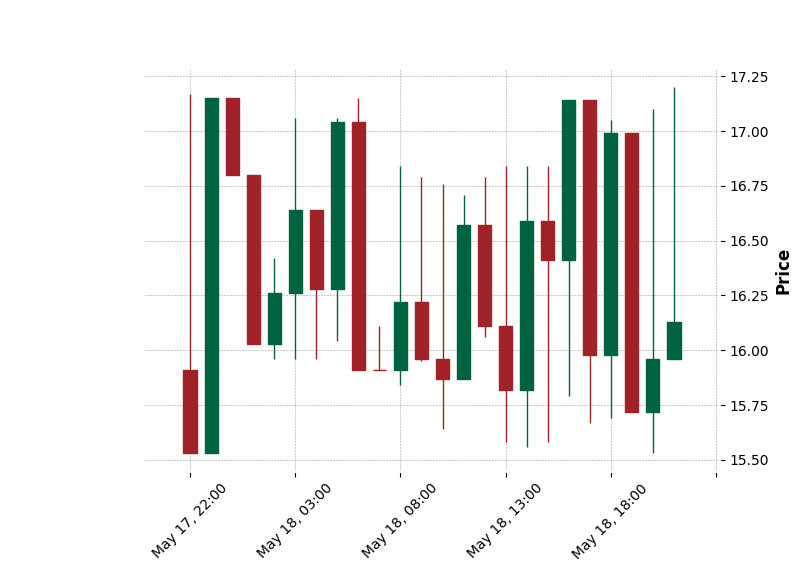 17.25
17.00
16.75
16.50
16.25
16.00
15.75
15.50
Price
May 17, 22:00
May 18, 03:00
May 18, 08:00
May 18, 13:00
May 18, 18:00